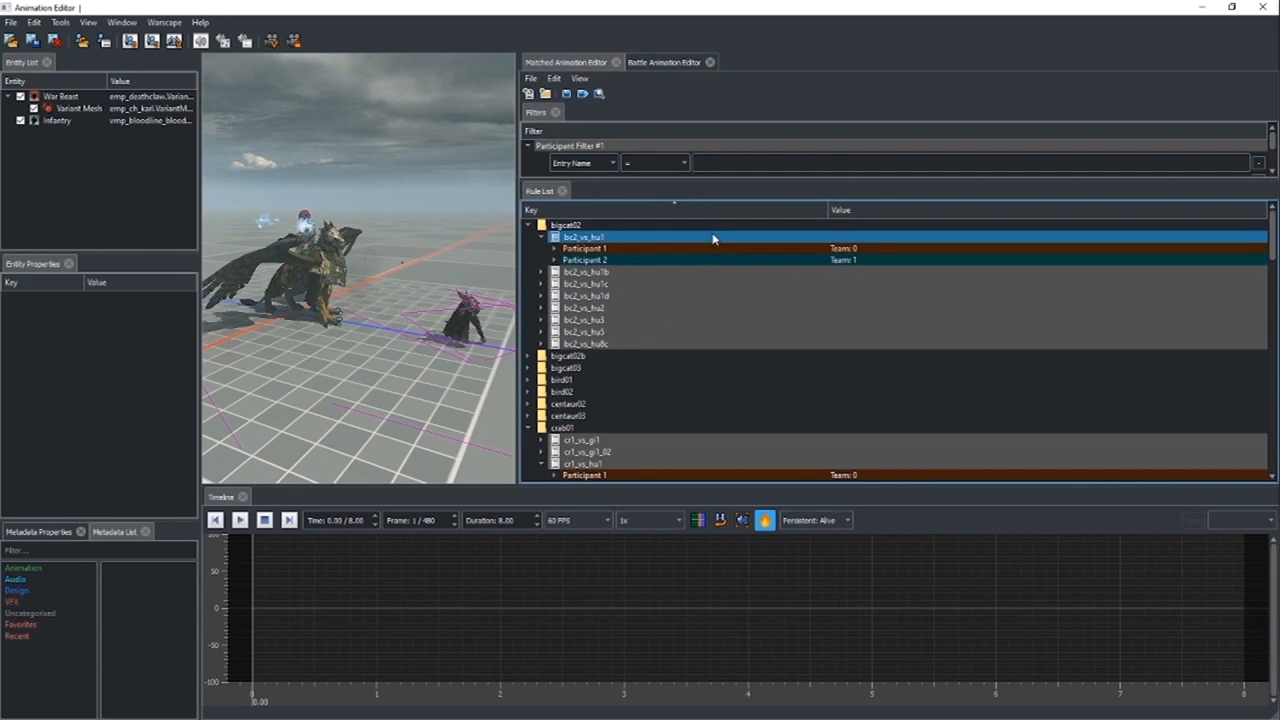 Animation Editor |
File Edit Tools View Window Warscape Help
Entity List
Entity Value
War Beast emp_deathclaw.Varian...
Variant Mesh emp_ch_karl.VariantM...
Infantry vmp_bloodline_blood...
Entity Properties
Key Value
Metadata Properties Metadata List
Filter ...
Animation
Audio
Design
VFX
Uncategorised
Favorites
Recent
Matched Animation Editor Battle Animation Editor
File Edit View
Filters
Filter
Participant Filter #1
Entry Name =
Rule List
Key Value
bigcat02
bc2_vs_hu1
Participant 1 Team: 0
Participant 2 Team: 1
bc2_vs_hu1b
bc2_vs_hu1c
bc2_vs_hu1d
bc2_vs_hu2
bc2_vs_hu3
bc2_vs_hu5
bc2_vs_hu8c
bigcat02b
bigcat03
bird01
bird02
centaur02
centaur03
crab01
cr1_vs_gi1
cr1_vs_gi1_02
cr1_vs_hu1
Participant 1 Team: 0
Timeline
Time: 0.00 / 8.00 Frame: 1 / 480 Duration: 8.00 60 FPS 1x Persistent: Alive
100
50
0
-50
-100
0 1 2 3 4 5 6 7 8
0.00